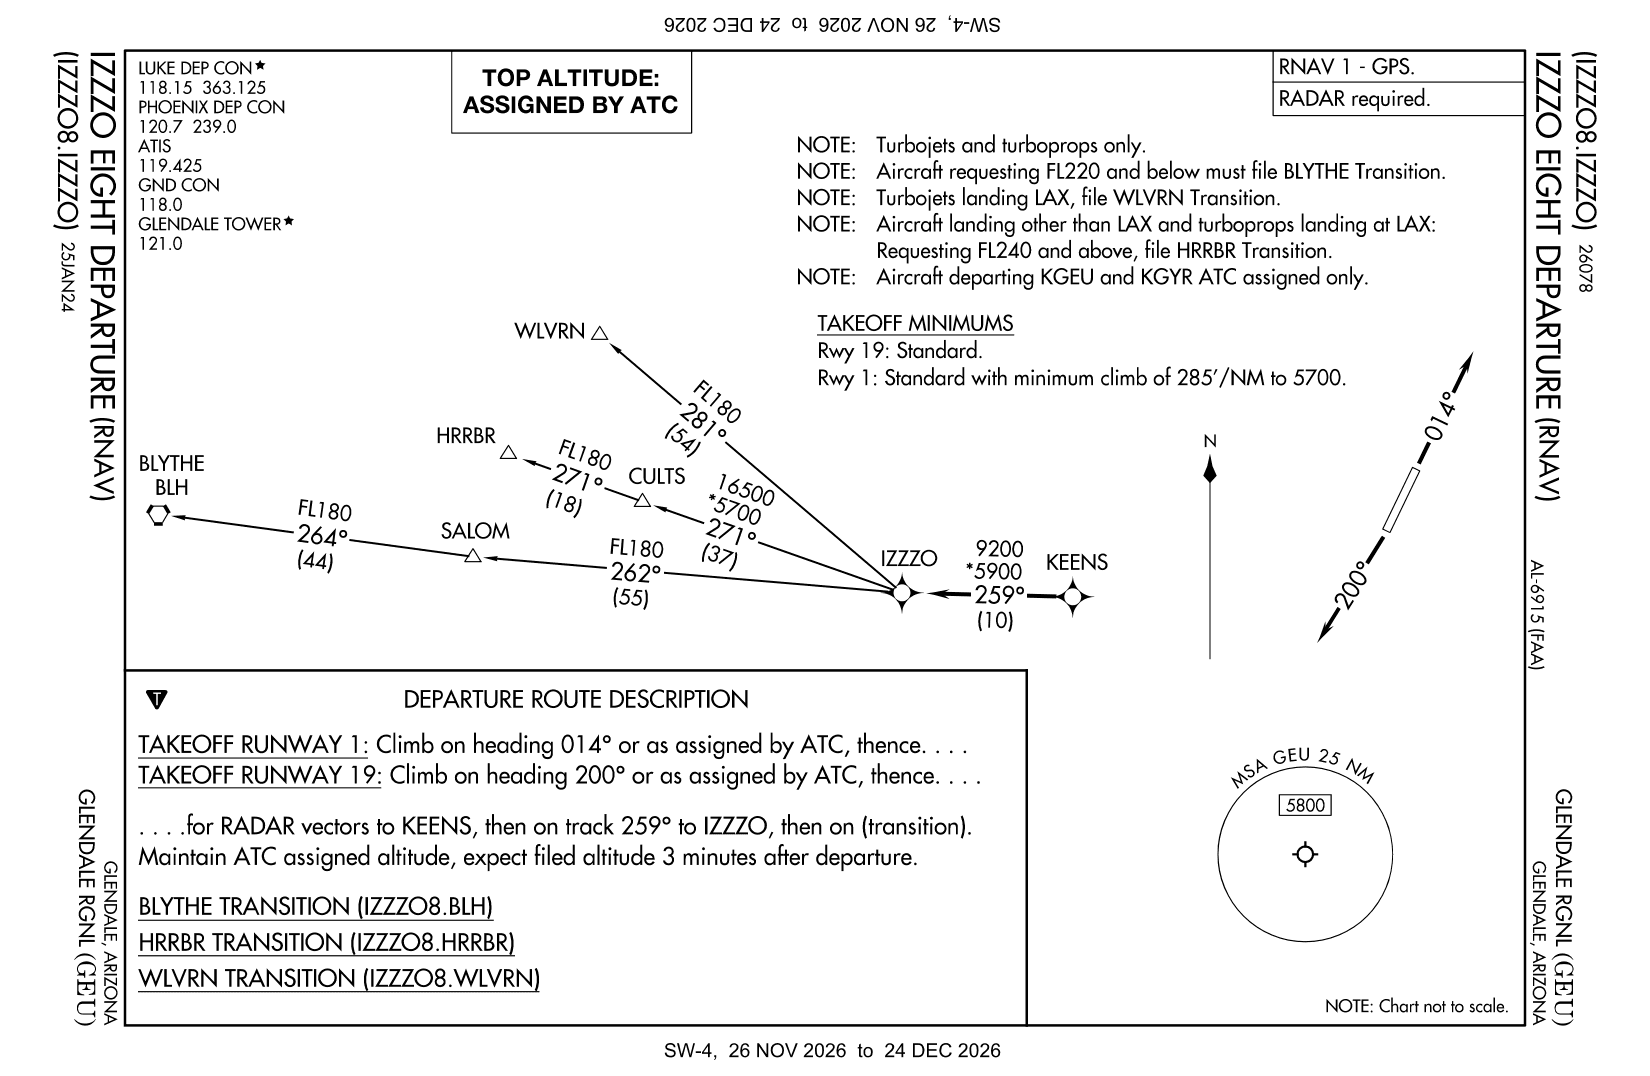 SW-4, 26 NOV 2026 to 24 DEC 2026
(IZZZO8.IZZZO) 25JAN24
IZZZO EIGHT DEPARTURE (RNAV)
GLENDALE RGNL (GEU)
GLENDALE, ARIZONA
LUKE DEP CON★
118.15 363.125
PHOENIX DEP CON
120.7 239.0
ATIS
119.425
GND CON
118.0
GLENDALE TOWER★
121.0
TOP ALTITUDE:
ASSIGNED BY ATC
RNAV 1 - GPS.
RADAR required.
NOTE: Turbojets and turboprops only.
NOTE: Aircraft requesting FL220 and below must file BLYTHE Transition.
NOTE: Turbojets landing LAX, file WLVRN Transition.
NOTE: Aircraft landing other than LAX and turboprops landing at LAX:
Requesting FL240 and above, file HRRBR Transition.
NOTE: Aircraft departing KGEU and KGYR ATC assigned only.
TAKEOFF MINIMUMS
Rwy 19: Standard.
Rwy 1: Standard with minimum climb of 285'/NM to 5700.
WLVRN
FL180
281°
(54)
HRRBR
FL180
271°
(18)
CULTS
16500
*5700
271°
(37)
BLYTHE
BLH
FL180
264°
(44)
SALOM
FL180
262°
(55)
IZZZO
9200
*5900
259°
(10)
KEENS
N
014°
200°
T
DEPARTURE ROUTE DESCRIPTION
TAKEOFF RUNWAY 1: Climb on heading 014° or as assigned by ATC, thence. . . .
TAKEOFF RUNWAY 19: Climb on heading 200° or as assigned by ATC, thence. . . .
. . . .for RADAR vectors to KEENS, then on track 259° to IZZZO, then on (transition).
Maintain ATC assigned altitude, expect filed altitude 3 minutes after departure.
BLYTHE TRANSITION (IZZZO8.BLH)
HRRBR TRANSITION (IZZZO8.HRRBR)
WLVRN TRANSITION (IZZZO8.WLVRN)
MSA GEU 25 NM
5800
NOTE: Chart not to scale.
(IZZZO8.IZZZO) 26078
IZZZO EIGHT DEPARTURE (RNAV)
AL-6915 (FAA)
GLENDALE RGNL (GEU)
GLENDALE, ARIZONA
SW-4, 26 NOV 2026 to 24 DEC 2026